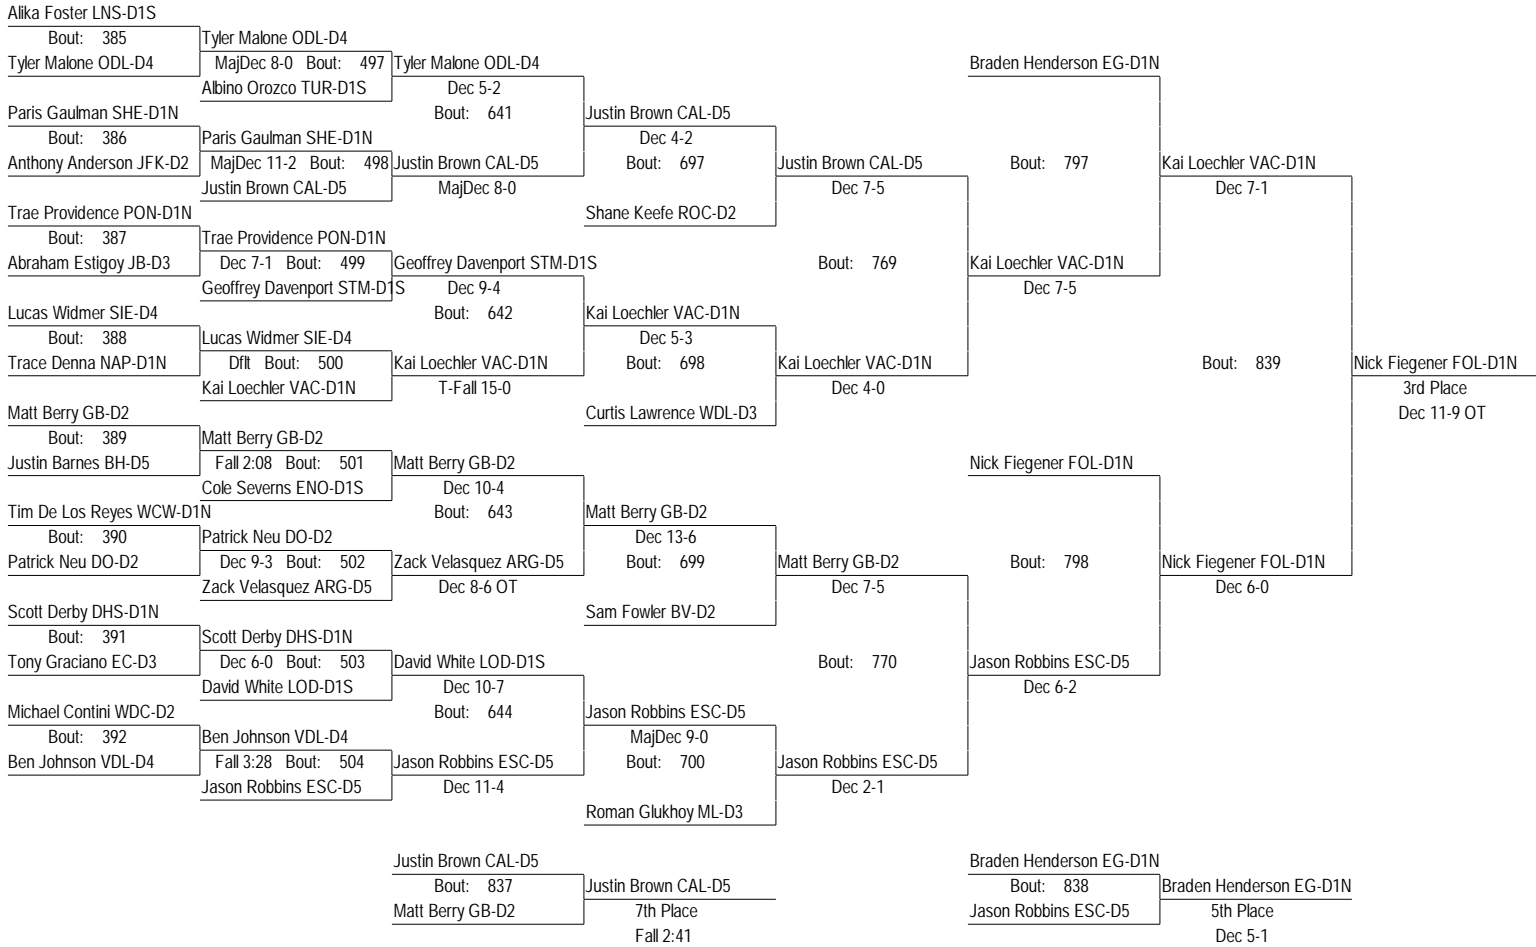 Alika Foster LNS-D1S
Bout: 385
Tyler Malone ODL-D4
Paris Gaulman SHE-D1N
Bout: 386
Anthony Anderson JFK-D2
Trae Providence PON-D1N
Bout: 387
Abraham Estigoy JB-D3
Lucas Widmer SIE-D4
Bout: 388
Trace Denna NAP-D1N
Matt Berry GB-D2
Bout: 389
Justin Barnes BH-D5
Tim De Los Reyes WCW-D1N
Bout: 390
Patrick Neu DO-D2
Scott Derby DHS-D1N
Bout: 391
Tony Graciano EC-D3
Michael Contini WDC-D2
Bout: 392
Ben Johnson VDL-D4
Tyler Malone ODL-D4
MajDec 8-0 Bout: 497
Albino Orozco TUR-D1S
Paris Gaulman SHE-D1N
MajDec 11-2 Bout: 498
Justin Brown CAL-D5
Trae Providence PON-D1N
Dec 7-1 Bout: 499
Geoffrey Davenport STM-D1S
Lucas Widmer SIE-D4
Dflt Bout: 500
Kai Loechler VAC-D1N
Matt Berry GB-D2
Fall 2:08 Bout: 501
Cole Severns ENO-D1S
Patrick Neu DO-D2
Dec 9-3 Bout: 502
Zack Velasquez ARG-D5
Scott Derby DHS-D1N
Dec 6-0 Bout: 503
David White LOD-D1S
Ben Johnson VDL-D4
Fall 3:28 Bout: 504
Jason Robbins ESC-D5
Tyler Malone ODL-D4
Dec 5-2
Bout: 641
Justin Brown CAL-D5
MajDec 8-0
Geoffrey Davenport STM-D1S
Dec 9-4
Bout: 642
Kai Loechler VAC-D1N
T-Fall 15-0
Matt Berry GB-D2
Dec 10-4
Bout: 643
Zack Velasquez ARG-D5
Dec 8-6 OT
David White LOD-D1S
Dec 10-7
Bout: 644
Jason Robbins ESC-D5
Dec 11-4
Justin Brown CAL-D5
Dec 4-2
Bout: 697
Shane Keefe ROC-D2
Kai Loechler VAC-D1N
Dec 5-3
Bout: 698
Curtis Lawrence WDL-D3
Matt Berry GB-D2
Dec 13-6
Bout: 699
Sam Fowler BV-D2
Jason Robbins ESC-D5
MajDec 9-0
Bout: 700
Roman Glukhoy ML-D3
Justin Brown CAL-D5
Dec 7-5
Bout: 769
Kai Loechler VAC-D1N
Dec 4-0
Matt Berry GB-D2
Dec 7-5
Bout: 770
Jason Robbins ESC-D5
Dec 2-1
Braden Henderson EG-D1N
Bout: 797
Kai Loechler VAC-D1N
Dec 7-5
Nick Fiegener FOL-D1N
Bout: 798
Jason Robbins ESC-D5
Dec 6-2
Kai Loechler VAC-D1N
Dec 7-1
Bout: 839
Nick Fiegener FOL-D1N
Dec 6-0
Nick Fiegener FOL-D1N
3rd Place
Dec 11-9 OT
Justin Brown CAL-D5
Bout: 837
Matt Berry GB-D2
Justin Brown CAL-D5
7th Place
Fall 2:41
Braden Henderson EG-D1N
Bout: 838
Jason Robbins ESC-D5
Braden Henderson EG-D1N
5th Place
Dec 5-1